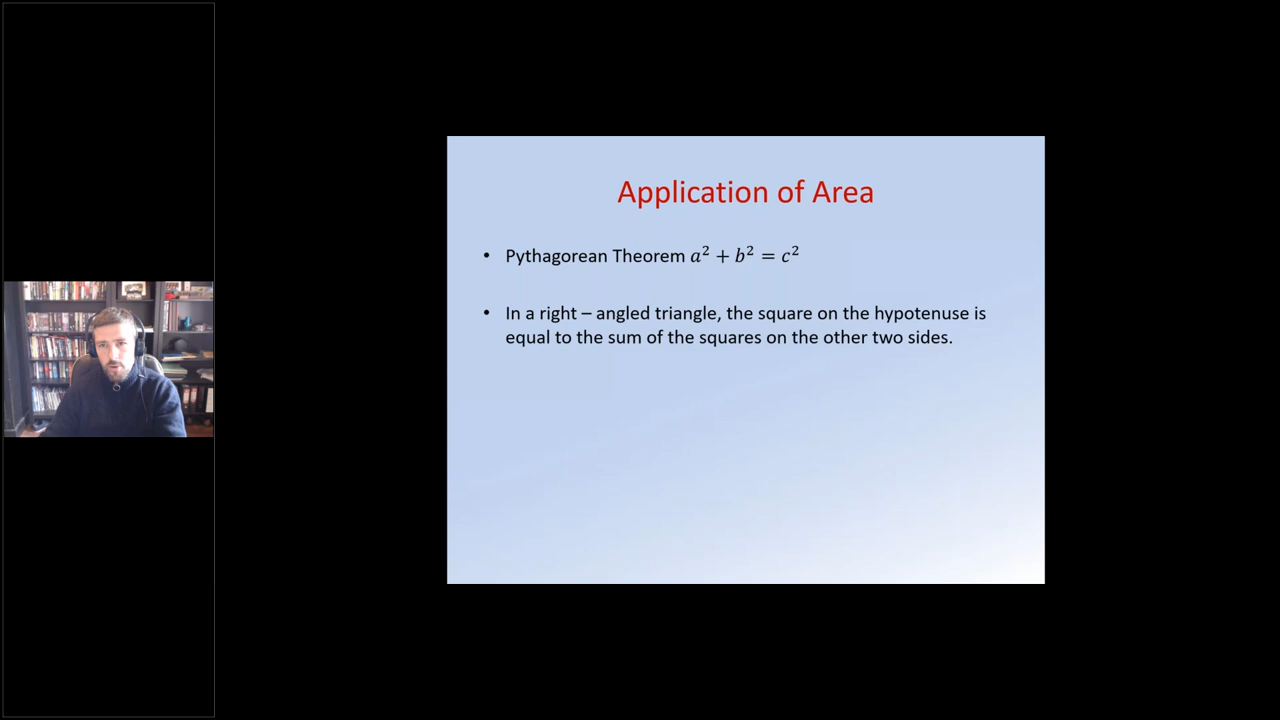 Application of Area
• Pythagorean Theorem 𝑎² + 𝑏² = 𝑐²
• In a right – angled triangle, the square on the hypotenuse is
equal to the sum of the squares on the other two sides.